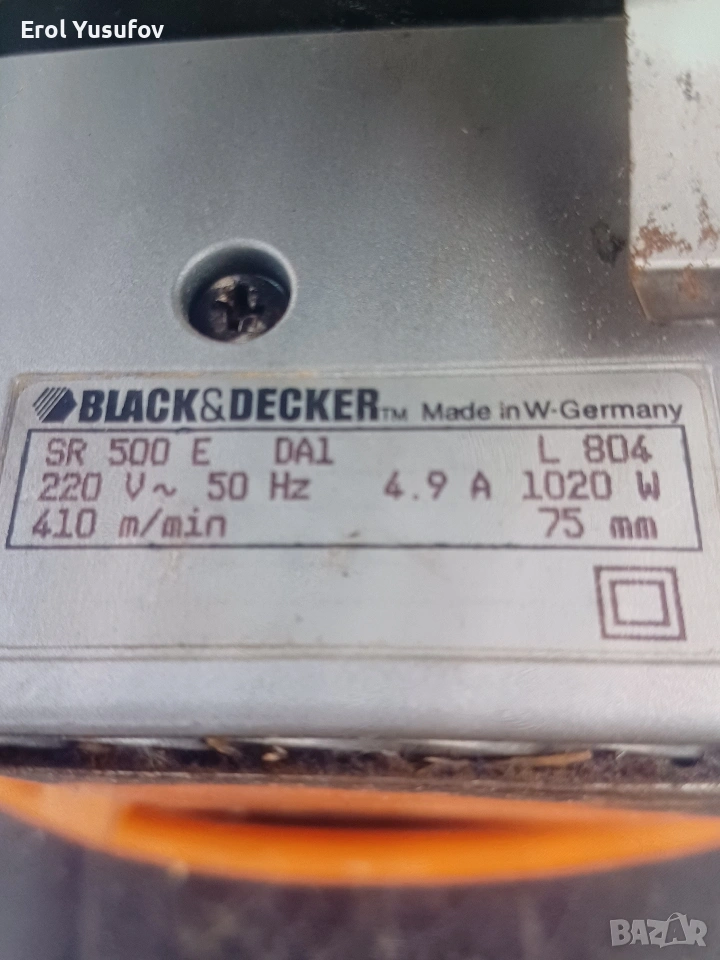 Erol Yusufov
BLACK&DECKER™ Made in W-Germany
SR 500 E DA1 L 804
220 V~ 50 Hz 4.9 A 1020 W
410 m/min 75 mm
BAZAR